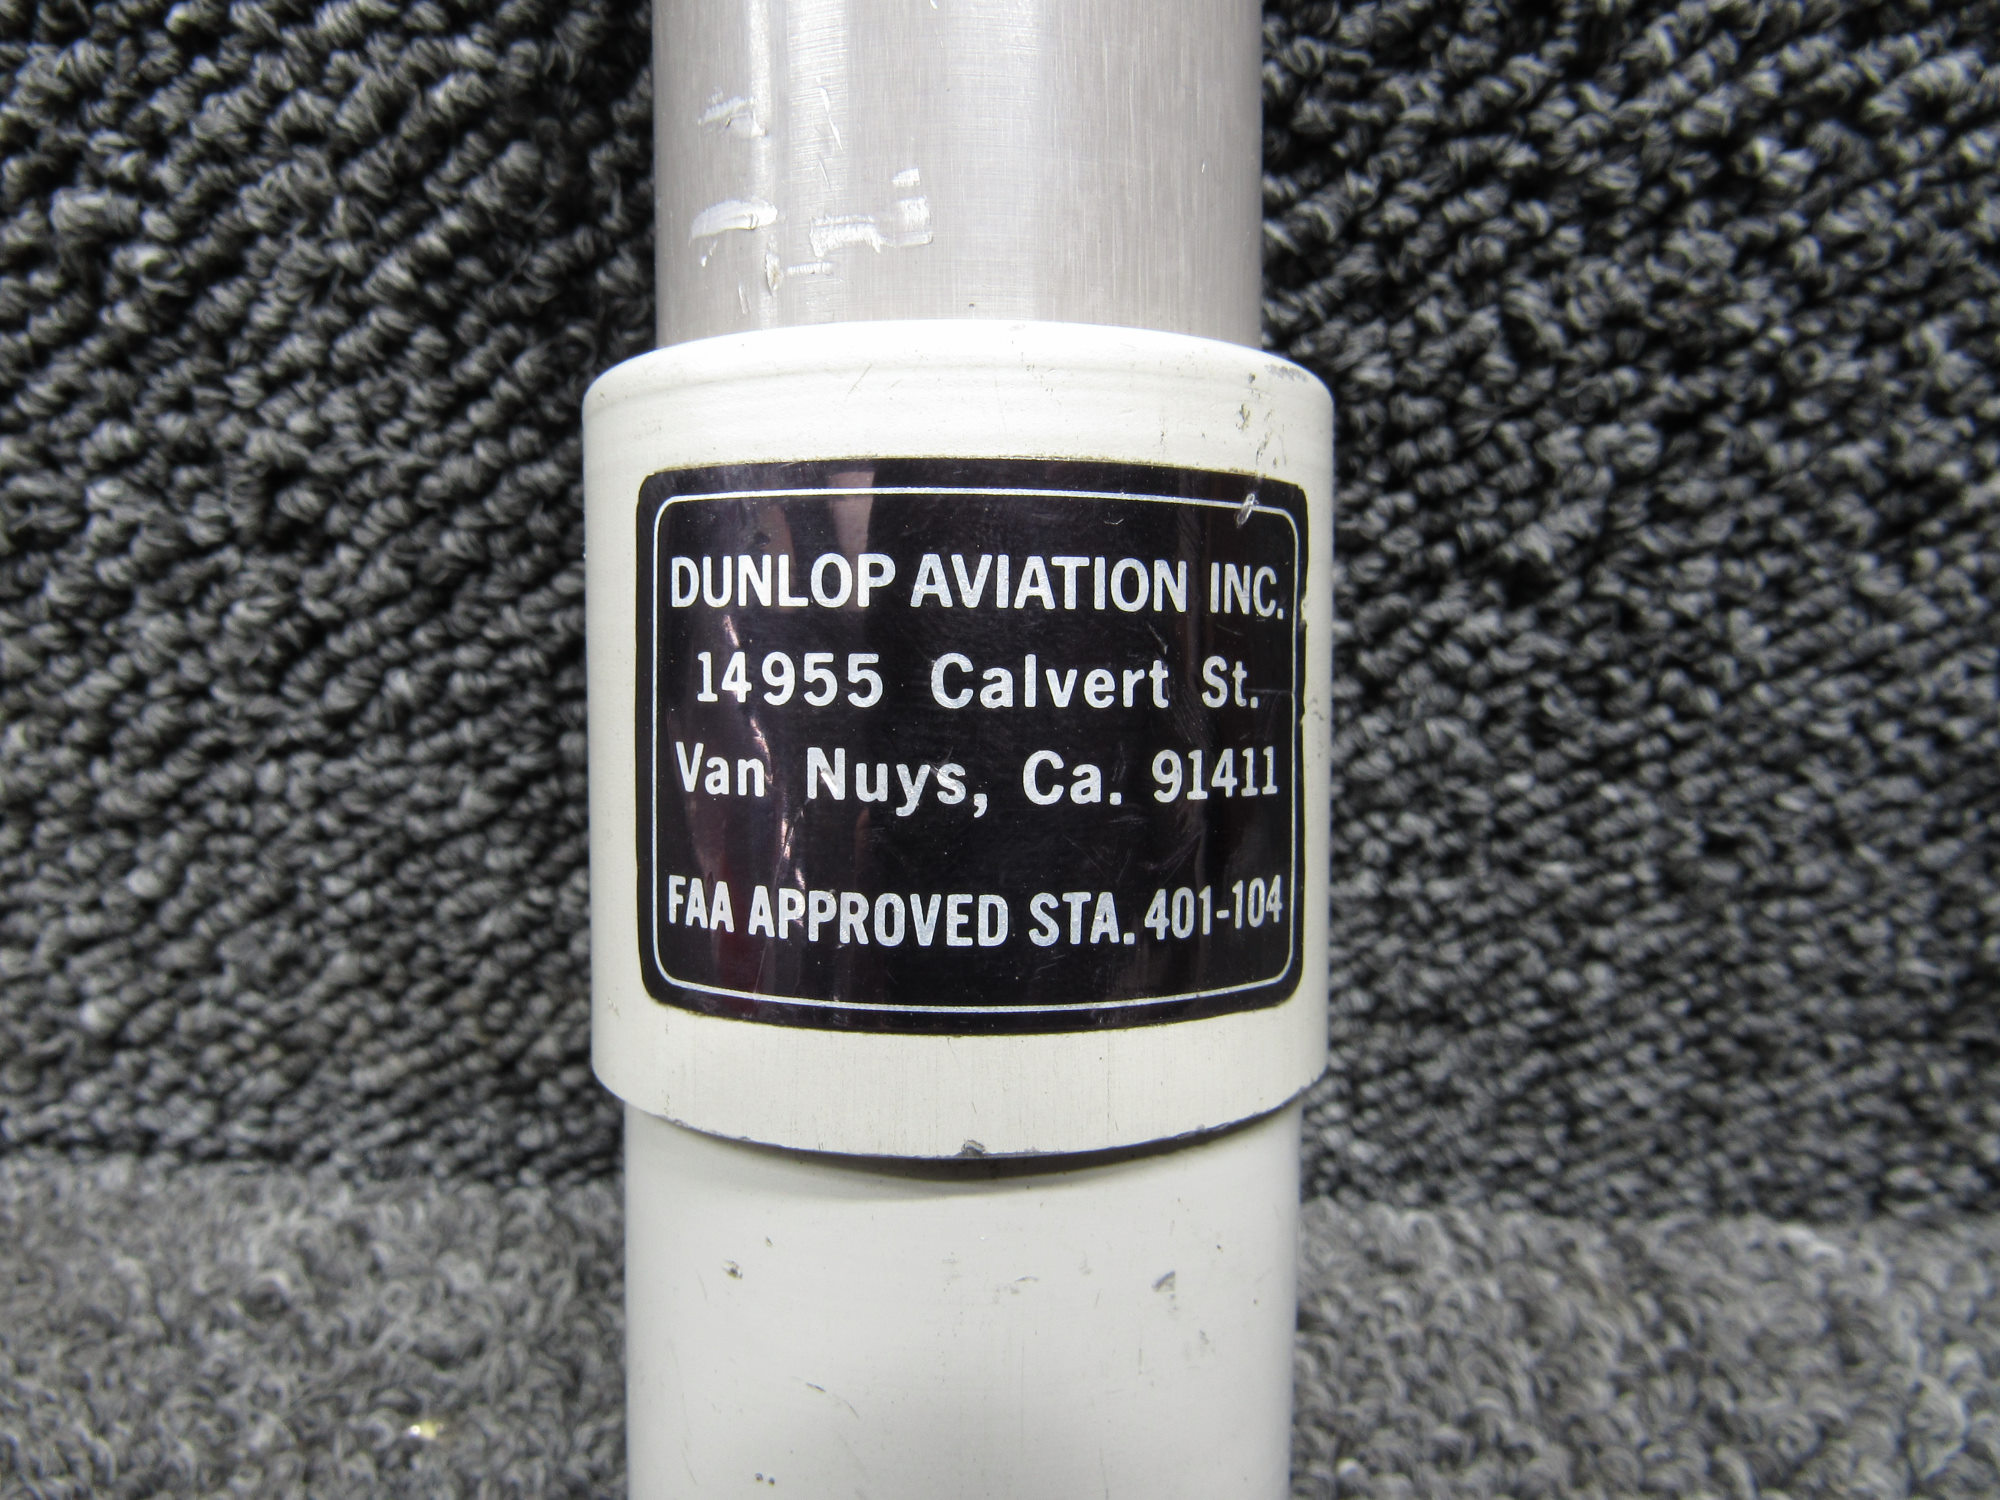 DUNLOP AVIATION INC.
14955 Calvert St.
Van Nuys, Ca. 91411
FAA APPROVED STA. 401-104